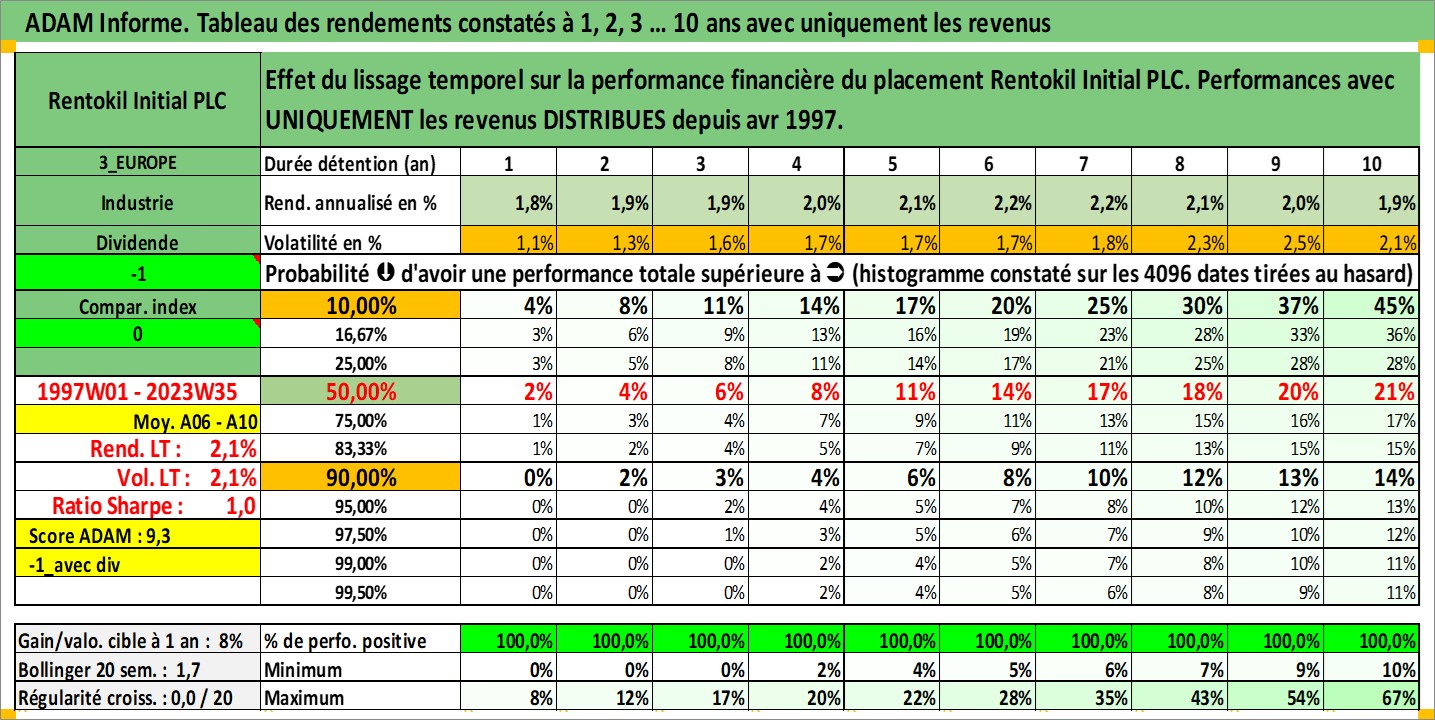 ADAM Informe. Tableau des rendements constatés à 1, 2, 3 ... 10 ans avec uniquement les revenus
Rentokil Initial PLC
Effet du lissage temporel sur la performance financière du placement Rentokil Initial PLC. Performances avec
UNIQUEMENT les revenus DISTRIBUES depuis avr 1997.
3_EUROPE Durée détention (an) 1 2 3 4 5 6 7 8 9 10
Industrie Rend. annualisé en % 1,8% 1,9% 1,9% 2,0% 2,1% 2,2% 2,2% 2,1% 2,0% 1,9%
Dividende Volatilité en % 1,1% 1,3% 1,6% 1,7% 1,7% 1,7% 1,8% 2,3% 2,5% 2,1%
-1 Probabilité d'avoir une performance totale supérieure à (histogramme constaté sur les 4096 dates tirées au hasard)
Compar. index 10,00% 4% 8% 11% 14% 17% 20% 25% 30% 37% 45%
0 16,67% 3% 6% 9% 13% 16% 19% 23% 28% 33% 36%
25,00% 3% 5% 8% 11% 14% 17% 21% 25% 28% 28%
1997W01 - 2023W35 50,00% 2% 4% 6% 8% 11% 14% 17% 18% 20% 21%
Moy. A06 - A10 75,00% 1% 3% 4% 7% 9% 11% 13% 15% 16% 17%
Rend. LT : 2,1% 83,33% 1% 2% 4% 5% 7% 9% 11% 13% 15% 15%
Vol. LT : 2,1% 90,00% 0% 2% 3% 4% 6% 8% 10% 12% 13% 14%
Ratio Sharpe : 1,0 95,00% 0% 0% 2% 4% 5% 7% 8% 10% 12% 13%
Score ADAM : 9,3 97,50% 0% 0% 1% 3% 5% 6% 7% 9% 10% 12%
-1_avec div 99,00% 0% 0% 0% 2% 4% 5% 7% 8% 10% 11%
99,50% 0% 0% 0% 2% 4% 5% 6% 8% 9% 11%
Gain/valo. cible à 1 an : 8% % de perfo. positive 100,0% 100,0% 100,0% 100,0% 100,0% 100,0% 100,0% 100,0% 100,0% 100,0%
Bollinger 20 sem. : 1,7 Minimum 0% 0% 0% 2% 4% 5% 6% 7% 9% 10%
Régularité croiss. : 0,0 / 20 Maximum 8% 12% 17% 20% 22% 28% 35% 43% 54% 67%